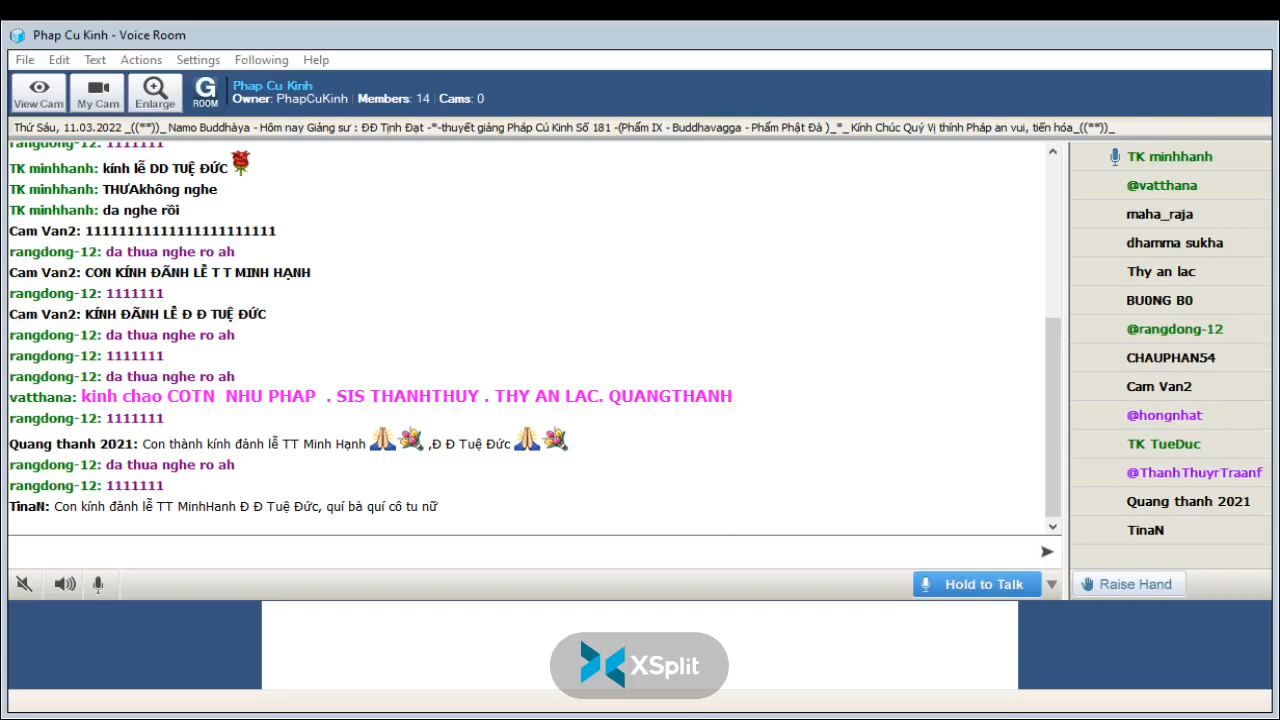 Phap Cu Kinh - Voice Room
File Edit Text Actions Settings Following Help
View Cam My Cam Enlarge G ROOM
Phap Cu Kinh
Owner: PhapCuKinh Members: 14 Cams: 0
Thứ Sáu, 11.03.2022 _((**))_ Namo Buddhàya - Hôm nay Giảng sư : ĐĐ Tịnh Đạt -*-thuyết giảng Pháp Cú Kinh Số 181 -(Phẩm IX - Buddhavagga - Phẩm Phật Đà )_*_ Kính Chúc Quý Vị thính Pháp an vui, tiến hóa_((**))_
rangdong-12: 1111111
TK minhhanh: kính lễ DD TUỆ ĐỨC
TK minhhanh: THƯAkhông nghe
TK minhhanh: da nghe rồi
Cam Van2: 11111111111111111111111
rangdong-12: da thua nghe ro ah
Cam Van2: CON KÍNH ĐÃNH LỄ T T MINH HẠNH
rangdong-12: 1111111
Cam Van2: KÍNH ĐÃNH LỄ Đ Đ TUỆ ĐỨC
rangdong-12: da thua nghe ro ah
rangdong-12: 1111111
rangdong-12: da thua nghe ro ah
vatthana: kinh chao COTN NHU PHAP . SIS THANHTHUY . THY AN LAC. QUANGTHANH
rangdong-12: 1111111
Quang thanh 2021: Con thành kính đảnh lễ TT Minh Hạnh ,Đ Đ Tuệ Đức
rangdong-12: da thua nghe ro ah
rangdong-12: 1111111
TinaN: Con kính đảnh lễ TT MinhHanh Đ Đ Tuệ Đức, quí bà quí cô tu nữ
TK minhhanh
@vatthana
maha_raja
dhamma sukha
Thy an lac
BU0NG B0
@rangdong-12
CHAUPHAN54
Cam Van2
@hongnhat
TK TueDuc
@ThanhThuyrTraanf
Quang thanh 2021
TinaN
Hold to Talk
Raise Hand
XSplit